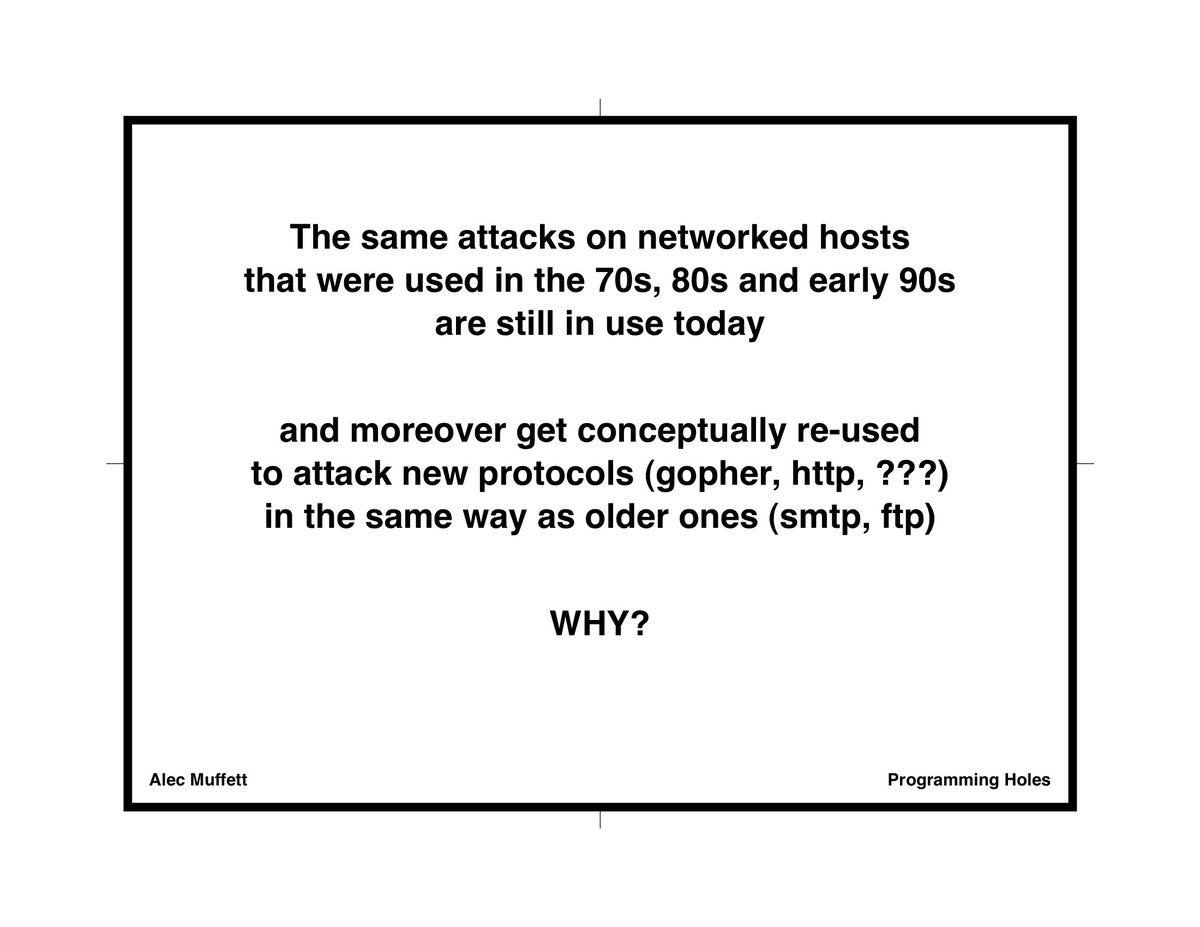 The same attacks on networked hosts
that were used in the 70s, 80s and early 90s
are still in use today
and moreover get conceptually re-used
to attack new protocols (gopher, http, ???)
in the same way as older ones (smtp, ftp)
WHY?
Alec Muffett
Programming Holes